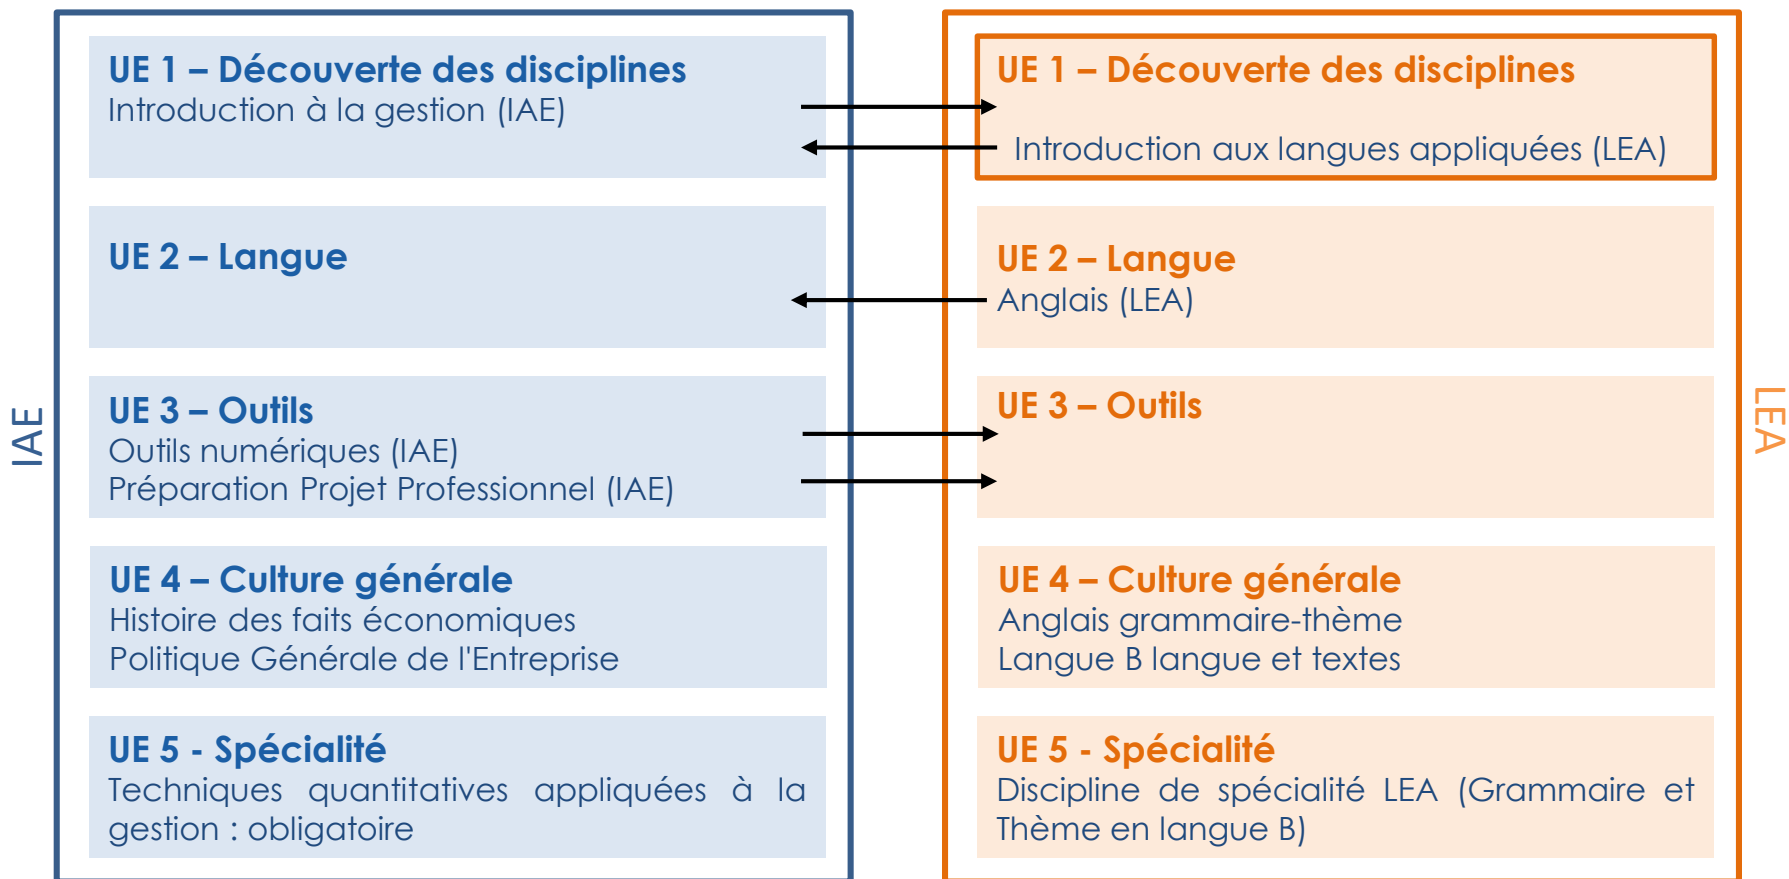 IAE
UE 1 – Découverte des disciplines
Introduction à la gestion (IAE)
UE 2 – Langue
UE 3 – Outils
Outils numériques (IAE)
Préparation Projet Professionnel (IAE)
UE 4 – Culture générale
Histoire des faits économiques
Politique Générale de l'Entreprise
UE 5 - Spécialité
Techniques quantitatives appliquées à la
gestion : obligatoire
UE 1 – Découverte des disciplines
Introduction aux langues appliquées (LEA)
UE 2 – Langue
Anglais (LEA)
UE 3 – Outils
UE 4 – Culture générale
Anglais grammaire-thème
Langue B langue et textes
UE 5 - Spécialité
Discipline de spécialité LEA (Grammaire et
Thème en langue B)
LEA